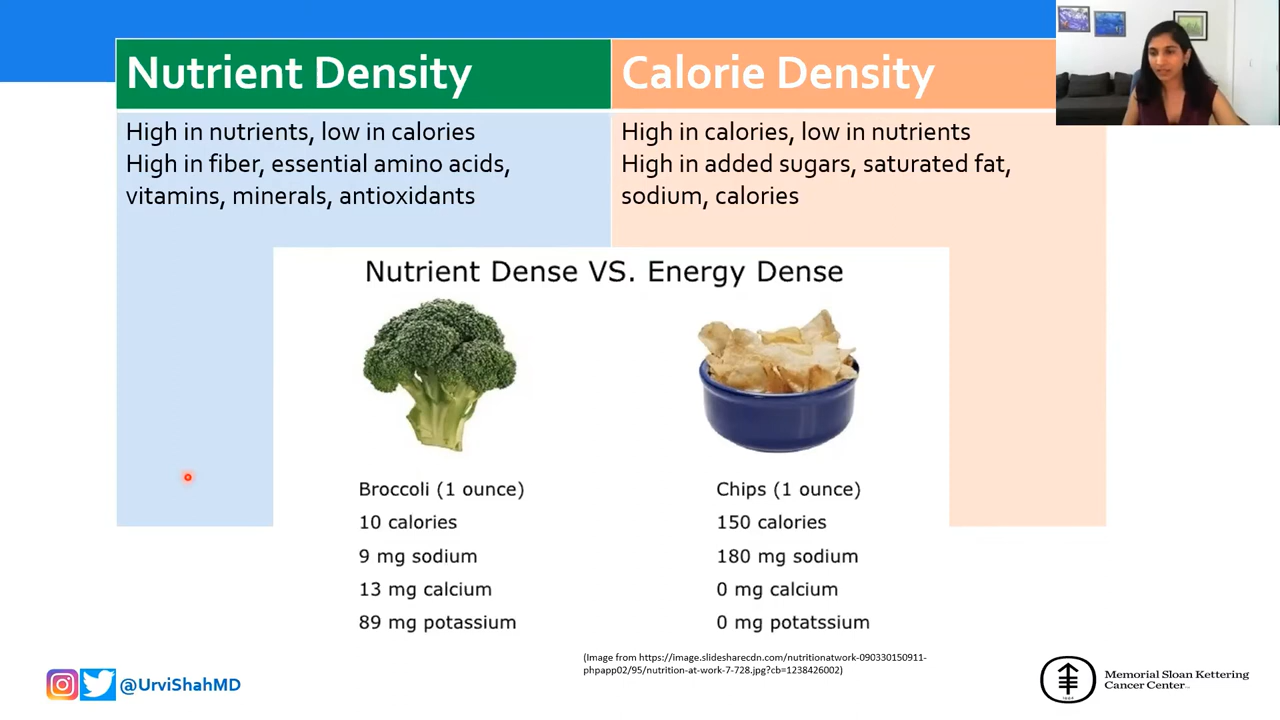 Nutrient Density
Calorie Density
High in nutrients, low in calories
High in fiber, essential amino acids,
vitamins, minerals, antioxidants
High in calories, low in nutrients
High in added sugars, saturated fat,
sodium, calories
Nutrient Dense VS. Energy Dense
Broccoli (1 ounce)
10 calories
9 mg sodium
13 mg calcium
89 mg potassium
Chips (1 ounce)
150 calories
180 mg sodium
0 mg calcium
0 mg potatssium
(Image from https://image.slidesharecdn.com/nutritionatwork-090330150911-
phpapp02/95/nutrition-at-work-7-728.jpg?cb=1238426002)
@UrviShahMD
Memorial Sloan Kettering
Cancer Center